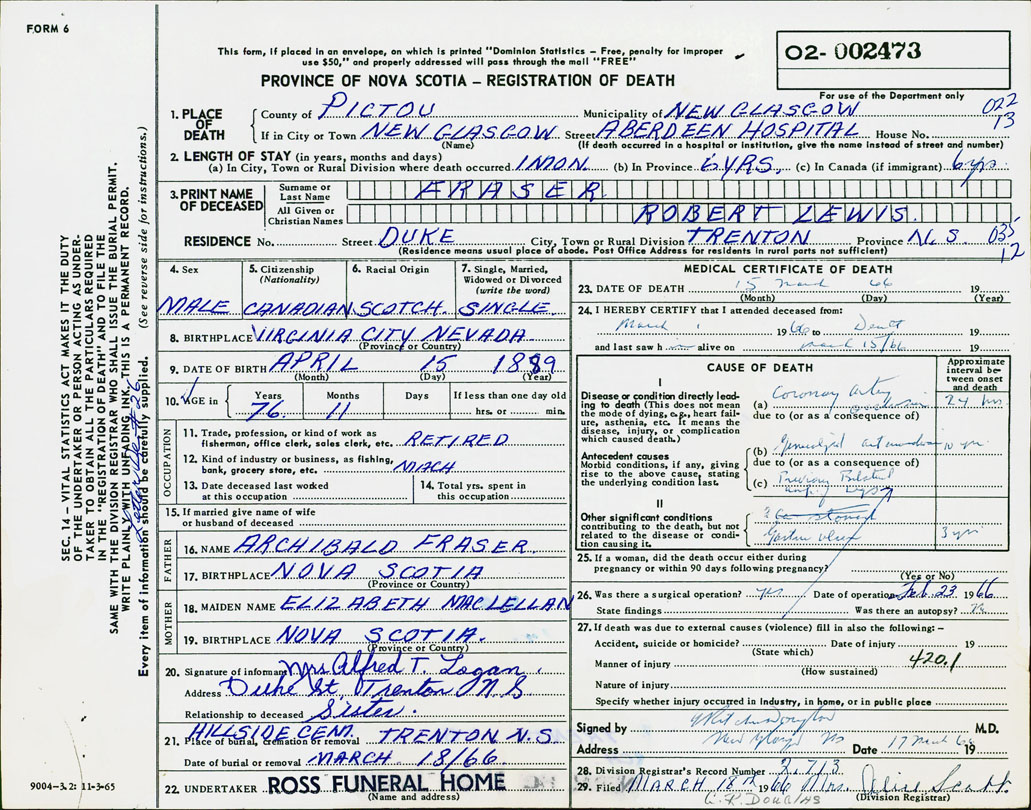 FORM 6
This form, if placed in an envelope, on which is printed "Dominion Statistics – Free, penalty for improper
use $50," and properly addressed will pass through the mail "FREE"
PROVINCE OF NOVA SCOTIA – REGISTRATION OF DEATH
02-002473
For use of the Department only
1. PLACE OF DEATH
County of PICTOU Municipality of NEW GLASGOW 022
If in City or Town NEW GLASGOW Street ABERDEEN HOSPITAL House No. 13
(Name) (If death occurred in a hospital or institution, give the name instead of street and number)
2. LENGTH OF STAY (in years, months and days)
(a) In City, Town or Rural Division where death occurred 1 MON. (b) In Province 6 YRS. (c) In Canada (if immigrant) 6 yrs
3. PRINT NAME OF DECEASED
Surname or Last Name FRASER
All Given or Christian Names ROBERT LEWIS.
RESIDENCE No. Street DUKE City, Town or Rural Division TRENTON Province N.S. 035
(Residence means usual place of abode. Post Office Address for residents in rural parts not sufficient) 12
4. Sex
MALE
5. Citizenship (Nationality)
CANADIAN
6. Racial Origin
SCOTCH.
7. Single, Married, Widowed or Divorced (write the word)
SINGLE.
8. BIRTHPLACE VIRGINIA CITY NEVADA
(Province or Country)
9. DATE OF BIRTH APRIL 15 1889
(Month) (Day) (Year)
10. AGE in Years Months Days If less than one day old
76. 11 hrs. or min.
OCCUPATION
11. Trade, profession, or kind of work as fisherman, office clerk, sales clerk, etc. RETIRED
12. Kind of industry or business, as fishing, bank, grocery store, etc. MACH
13. Date deceased last worked at this occupation
14. Total yrs. spent in this occupation
15. If married give name of wife or husband of deceased
FATHER
16. NAME ARCHIBALD FRASER.
17. BIRTHPLACE NOVA SCOTIA
(Province or Country)
MOTHER
18. MAIDEN NAME ELIZABETH MACLELLAN
19. BIRTHPLACE NOVA SCOTIA.
(Province or Country)
20. Signature of informant Mrs Alfred T. Logan.
Address Duke St, Trenton N.S
Relationship to deceased Sister.
21. HILLSIDE CEM. TRENTON N.S.
Place of burial, cremation or removal
Date of burial or removal MARCH 18/66
22. UNDERTAKER ROSS FUNERAL HOME
(Name and address)
MEDICAL CERTIFICATE OF DEATH
23. DATE OF DEATH 15 March 66 19
(Month) (Day) (Year)
24. I HEREBY CERTIFY that I attended deceased from:
March 1966 to Death 19
and last saw h alive on March 15/66 19
CAUSE OF DEATH
Approximate interval between onset and death
I
Disease or condition directly leading to death (This does not mean the mode of dying, e.g., heart failure, asthenia, etc. It means the disease, injury, or complication which caused death.)
(a) Coronary artery 24 hrs
due to (or as a consequence of)
Antecedent causes
Morbid conditions, if any, giving rise to the above cause, stating the underlying condition last.
(b) Generalized 10 yrs
due to (or as a consequence of)
(c)
II
Other significant conditions contributing to the death, but not related to the disease or condition causing it.
Gastric ulcer 3 yrs
25. If a woman, did the death occur either during pregnancy or within 90 days following pregnancy?
(Yes or No)
26. Was there a surgical operation? Yes Date of operation Feb. 23 1966
State findings Was there an autopsy? No
27. If death was due to external causes (violence) fill in also the following: –
Accident, suicide or homicide? Date of injury 19
(State which)
Manner of injury 420.1
(How sustained)
Nature of injury
Specify whether injury occurred in industry, in home, or in public place
Signed by M.D.
Address New Glasgow NS Date 17 March 66 19
28. Division Registrar's Record Number 2713
29. Filed MARCH 18th 1966 Alice Scott.
(Division Registrar)
C.R. DOUGLAS
SEC. 14 – VITAL STATISTICS ACT MAKES IT THE DUTY
OF THE UNDERTAKER OR PERSON ACTING AS UNDERTAKER
TO OBTAIN ALL THE PARTICULARS REQUIRED
IN THE "REGISTRATION OF DEATH" AND TO FILE THE
SAME WITH THE DIVISION REGISTRAR WHO SHALL ISSUE THE BURIAL PERMIT.
WRITE PLAINLY WITH UNFADING INK. THIS IS A PERMANENT RECORD.
Every item of information should be carefully supplied. (See reverse side for instructions.)
9004-3.2: 11-3-65